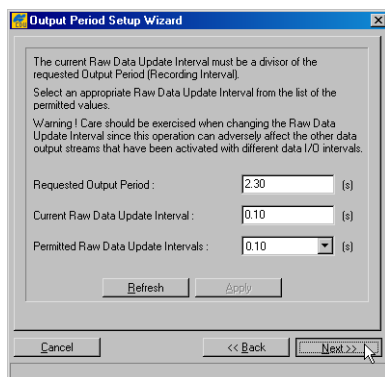 Output Period Setup Wizard
The current Raw Data Update Interval must be a divisor of the
requested Output Period (Recording Interval).
Select an appropriate Raw Data Update Interval from the list of the
permitted values.
Warning ! Care should be exercised when changing the Raw Data
Update Interval since this operation can adversely affect the other data
output streams that have been activated with different data I/O intervals.
Requested Output Period : 2.30 (s)
Current Raw Data Update Interval : 0.10 (s)
Permitted Raw Data Update Intervals : 0.10 (s)
Refresh Apply
Cancel << Back Next >>